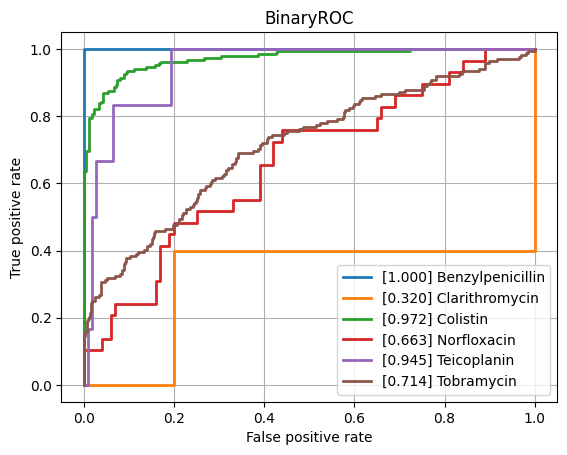 BinaryROC
True positive rate
1.0
0.8
0.6
0.4
0.2
0.0
[1.000] Benzylpenicillin
[0.320] Clarithromycin
[0.972] Colistin
[0.663] Norfloxacin
[0.945] Teicoplanin
[0.714] Tobramycin
0.0 0.2 0.4 0.6 0.8 1.0
False positive rate